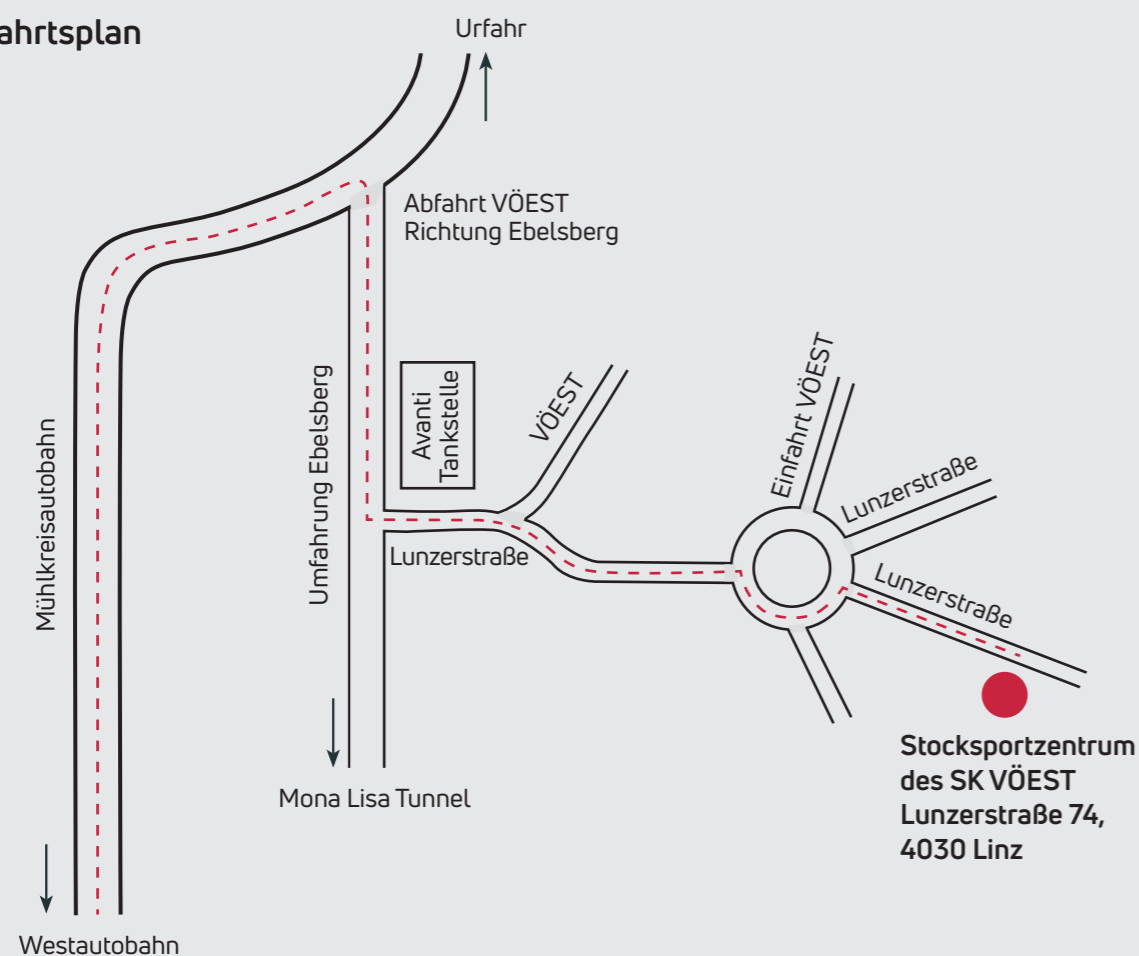 ahrtsplan
Urfahr
Abfahrt VÖEST
Richtung Ebelsberg
Avanti
Tankstelle
VÖEST
Einfahrt VÖEST
Lunzerstraße
Umfahrung Ebelsberg
Mühlkreisautobahn
Lunzerstraße
Lunzerstraße
Mona Lisa Tunnel
Stocksportzentrum
des SK VÖEST
Lunzerstraße 74,
4030 Linz
Westautobahn